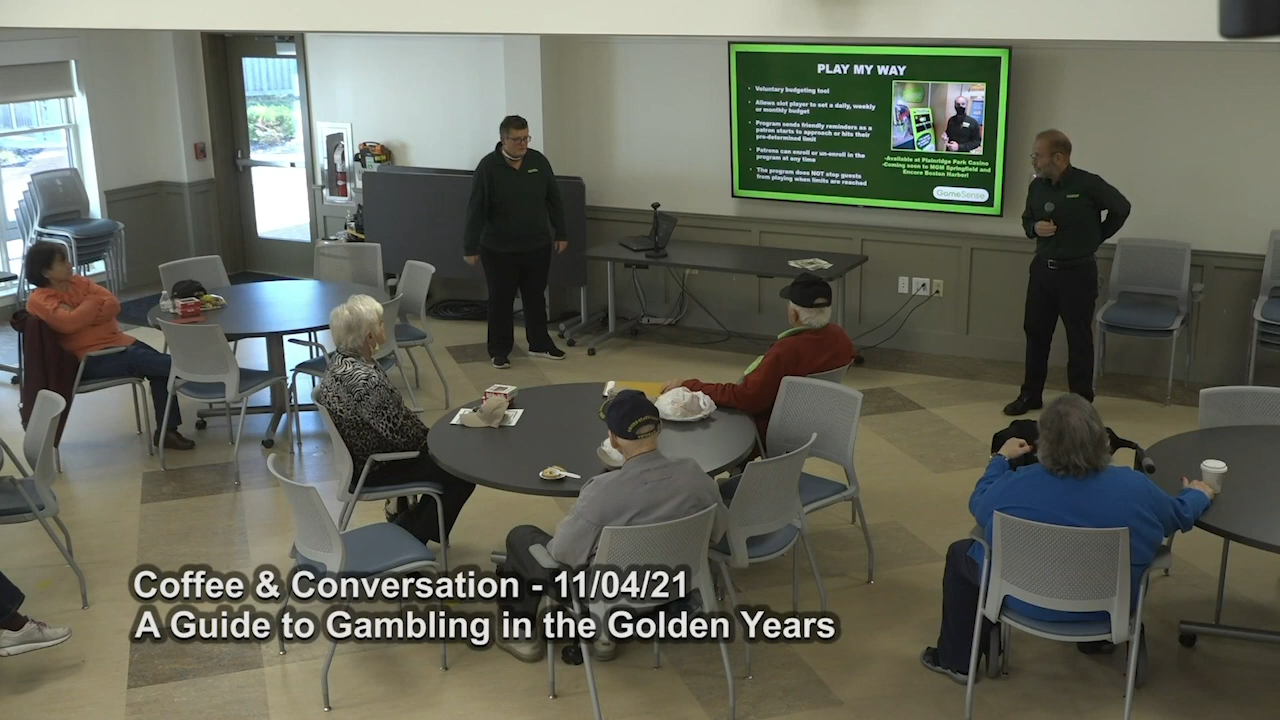 PLAY MY WAY
• Voluntary budgeting tool
• Allows slot player to set a daily, weekly
or monthly budget
• Program sends friendly reminders as a
patron starts to approach or hits their
pre-determined limit
• Patrons can enroll or un-enroll in the
program at any time
• The program does NOT stop guests
from playing when limits are reached
-Available at Plainridge Park Casino
-Coming soon to MGM Springfield and
Encore Boston Harbor!
GameSense
Coffee & Conversation - 11/04/21
A Guide to Gambling in the Golden Years